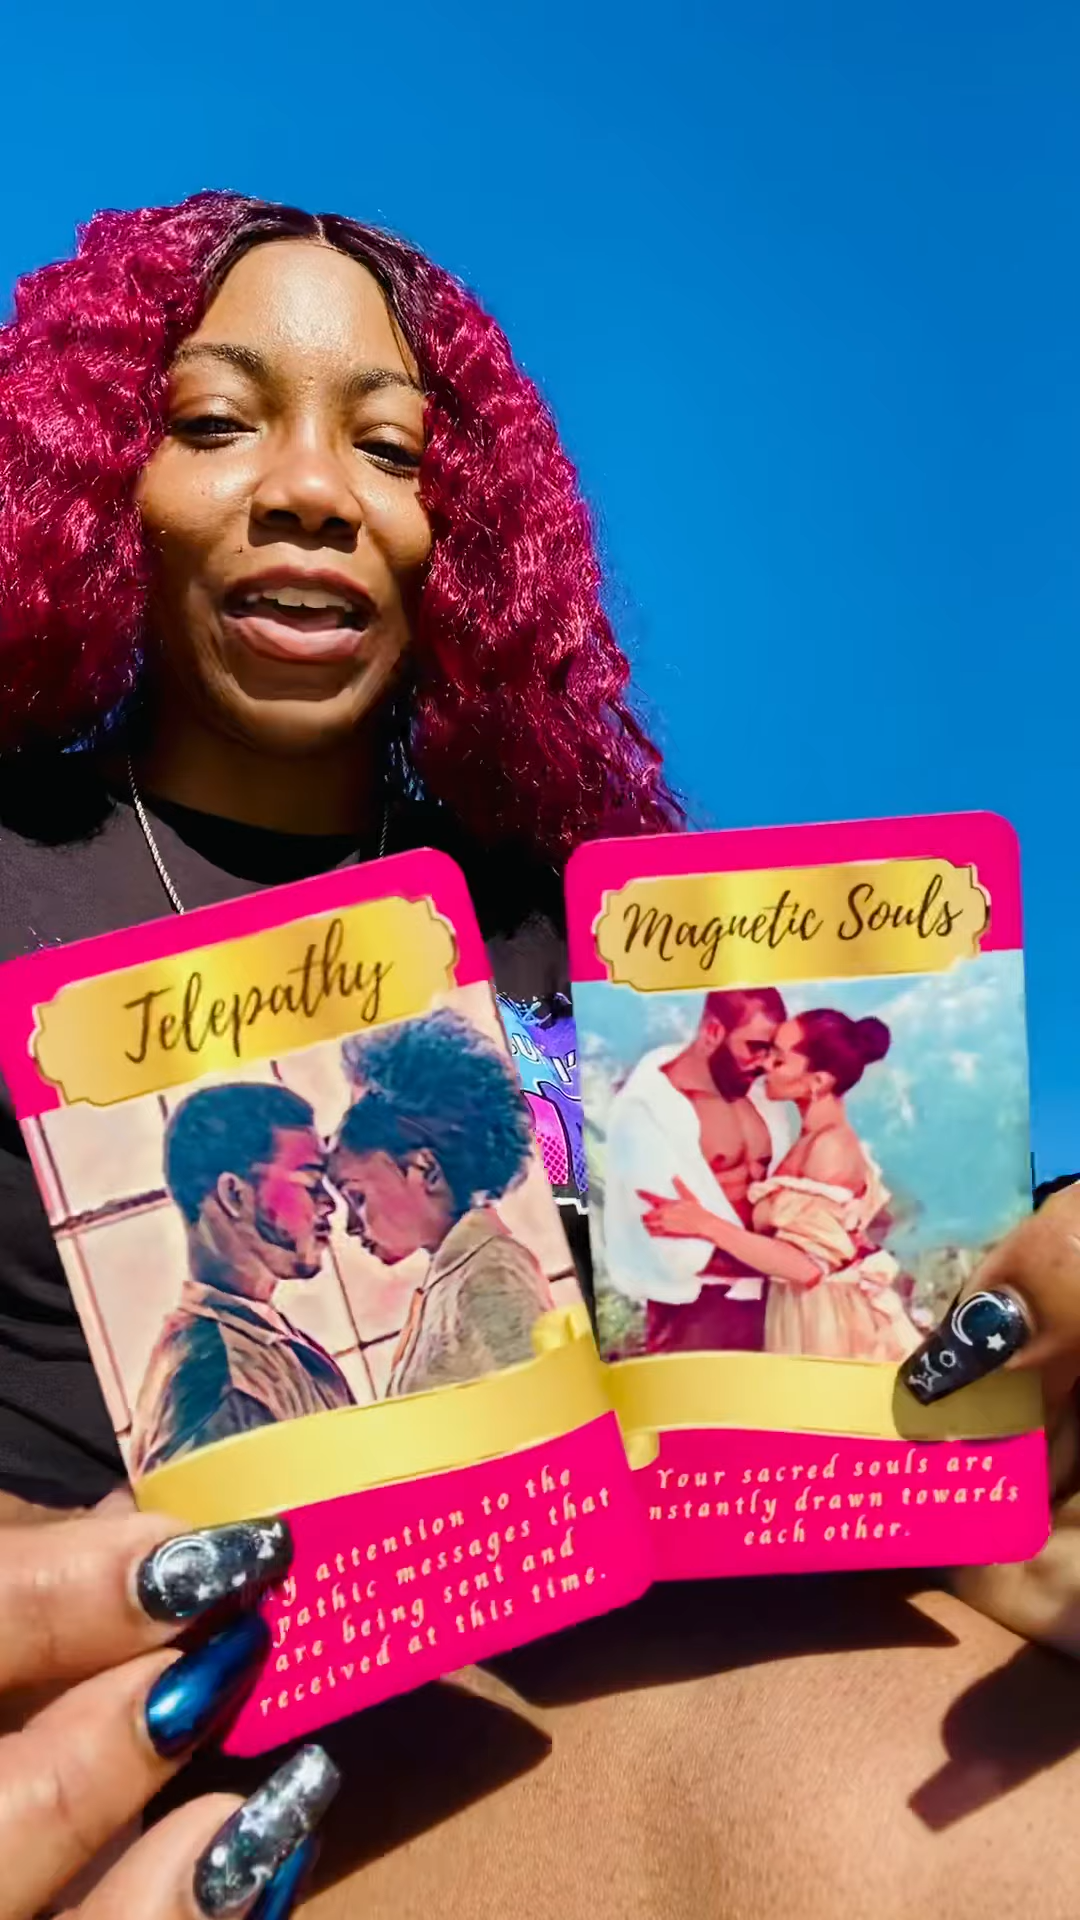 Telepathy
attention to the
pathic messages that
are being sent and
received at this time.
Magnetic Souls
Your sacred souls are
nstantly drawn towards
each other.